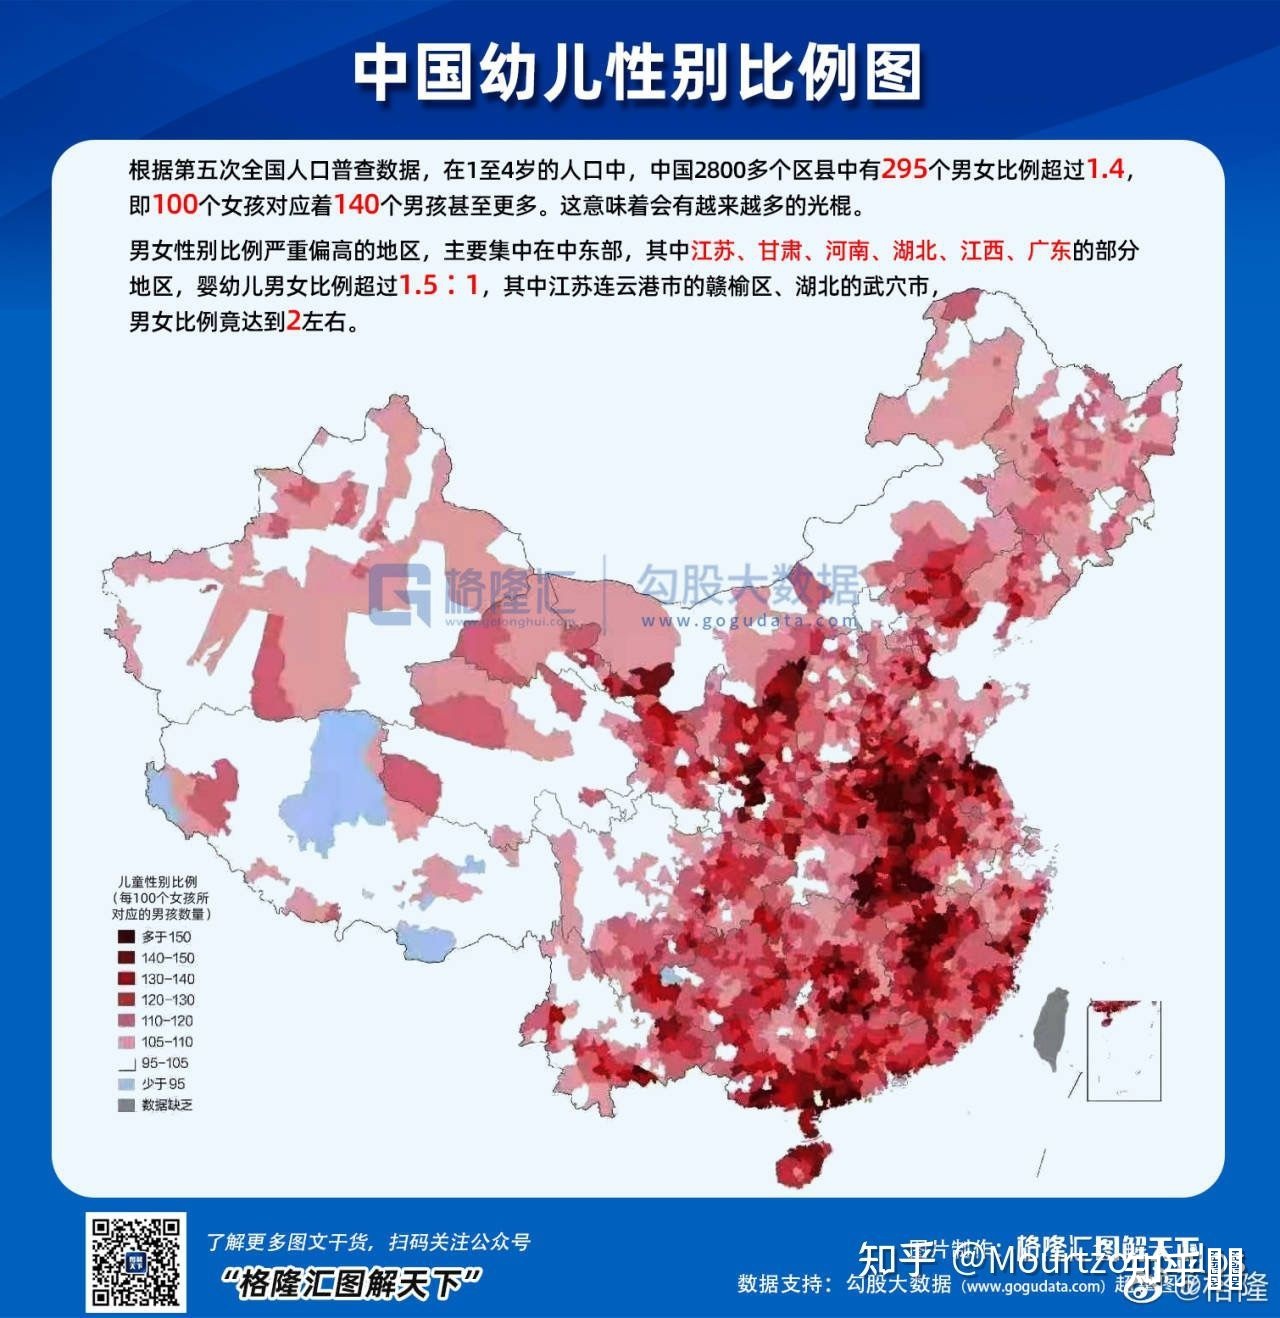 中国幼儿性别比例图
根据第五次全国人口普查数据，在1至4岁的人口中，中国2800多个区县中有295个男女比例超过1.4，
即100个女孩对应着140个男孩甚至更多。这意味着会有越来越多的光棍。
男女性别比例严重偏高的地区，主要集中在中东部，其中江苏、甘肃、河南、湖北、江西、广东的部分
地区，婴幼儿男女比例超过1.5：1，其中江苏连云港市的赣榆区、湖北的武穴市，
男女比例竟达到2左右。
格隆汇
www.gelonghui.com
勾股大数据
www.gogudata.com
儿童性别比例
（每100个女孩所
对应的男孩数量）
多于150
140-150
130-140
120-130
110-120
105-110
95-105
少于95
数据缺乏
图解天下
了解更多图文干货，扫码关注公众号
“格隆汇图解天下”
图片制作：格隆汇图解天下
数据支持：勾股大数据（www.gogudata.com）
知乎
@格隆